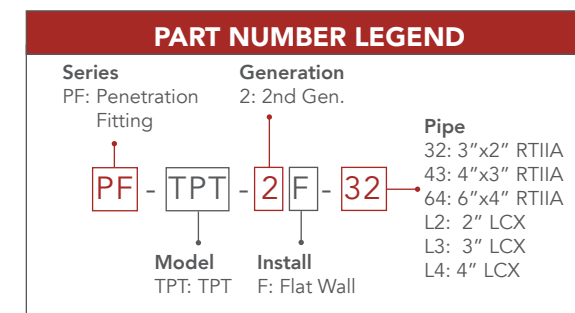 PART NUMBER LEGEND
Series
PF: Penetration
Fitting
Generation
2: 2nd Gen.
Pipe
32: 3”x2” RTIIA
43: 4”x3” RTIIA
64: 6”x4” RTIIA
L2: 2” LCX
L3: 3” LCX
L4: 4” LCX
PF - TPT - 2 F - 32
Model
TPT: TPT
Install
F: Flat Wall